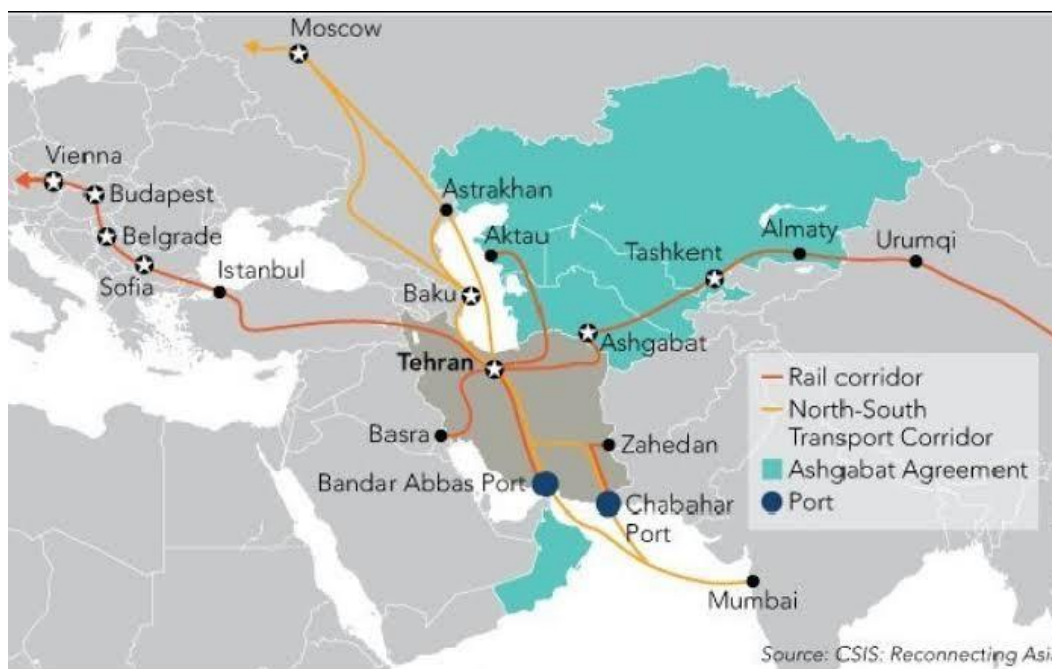 Moscow
Vienna
Budapest
Belgrade
Sofia
Istanbul
Astrakhan
Aktau
Baku
Tehran
Tashkent
Almaty
Urumqi
Ashgabat
Basra
Zahedan
Bandar Abbas Port
Chabahar
Port
Mumbai
Rail corridor
North-South
Transport Corridor
Ashgabat Agreement
Port
Source: CSIS: Reconnecting Asi